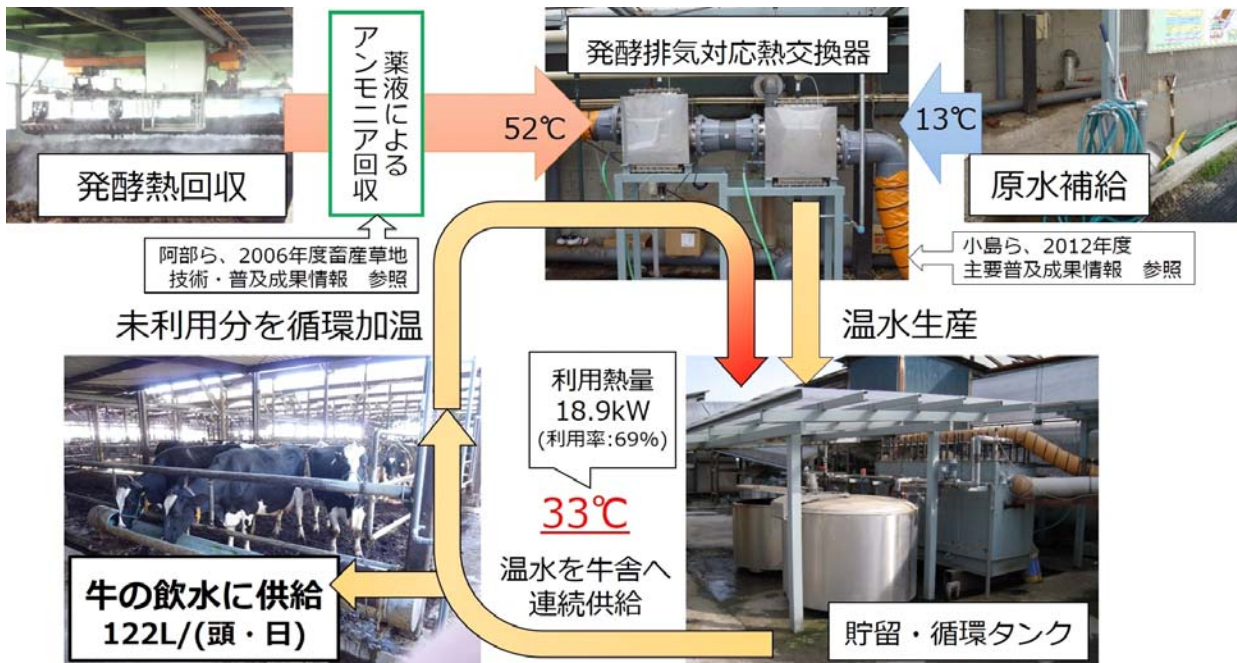 発酵熱回収
薬液による
アンモニア回収
阿部ら、2006年度畜産草地
技術・普及成果情報　参照
52℃
発酵排気対応熱交換器
13℃
原水補給
小島ら、2012年度
主要普及成果情報　参照
未利用分を循環加温
温水生産
利用熱量
18.9kW
(利用率:69%)
33℃
温水を牛舎へ
連続供給
牛の飲水に供給
122L/(頭・日)
貯留・循環タンク